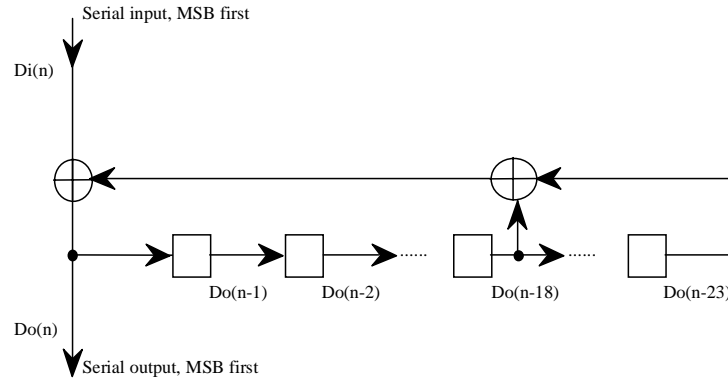 Serial input, MSB first
Di(n)
...... ......
Do(n-1) Do(n-2) Do(n-18) Do(n-23)
Do(n)
Serial output, MSB first